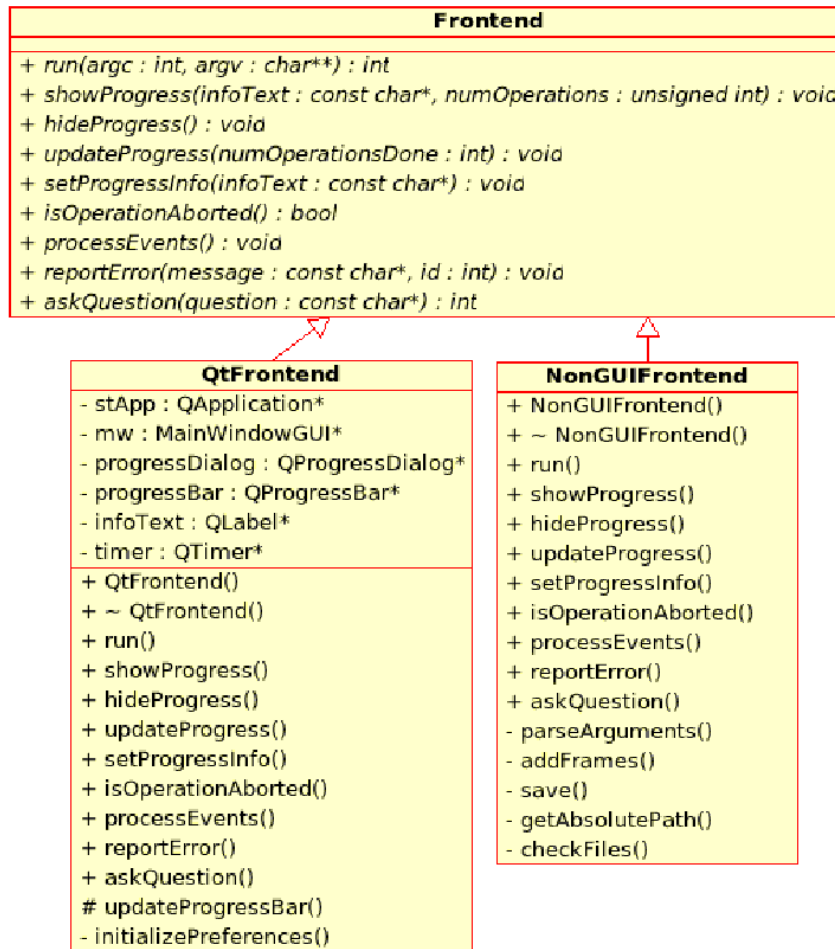 Frontend
+ run(argc : int, argv : char**) : int
+ showProgress(infoText : const char*, numOperations : unsigned int) : void
+ hideProgress() : void
+ updateProgress(numOperationsDone : int) : void
+ setProgressInfo(infoText : const char*) : void
+ isOperationAborted() : bool
+ processEvents() : void
+ reportError(message : const char*, id : int) : void
+ askQuestion(question : const char*) : int
QtFrontend
- stApp : QApplication*
- mw : MainWindowGUI*
- progressDialog : QProgressDialog*
- progressBar : QProgressBar*
- infoText : QLabel*
- timer : QTimer*
+ QtFrontend()
+ ~ QtFrontend()
+ run()
+ showProgress()
+ hideProgress()
+ updateProgress()
+ setProgressInfo()
+ isOperationAborted()
+ processEvents()
+ reportError()
+ askQuestion()
# updateProgressBar()
- initializePreferences()
NonGUIFrontend
+ NonGUIFrontend()
+ ~ NonGUIFrontend()
+ run()
+ showProgress()
+ hideProgress()
+ updateProgress()
+ setProgressInfo()
+ isOperationAborted()
+ processEvents()
+ reportError()
+ askQuestion()
- parseArguments()
- addFrames()
- save()
- getAbsolutePath()
- checkFiles()